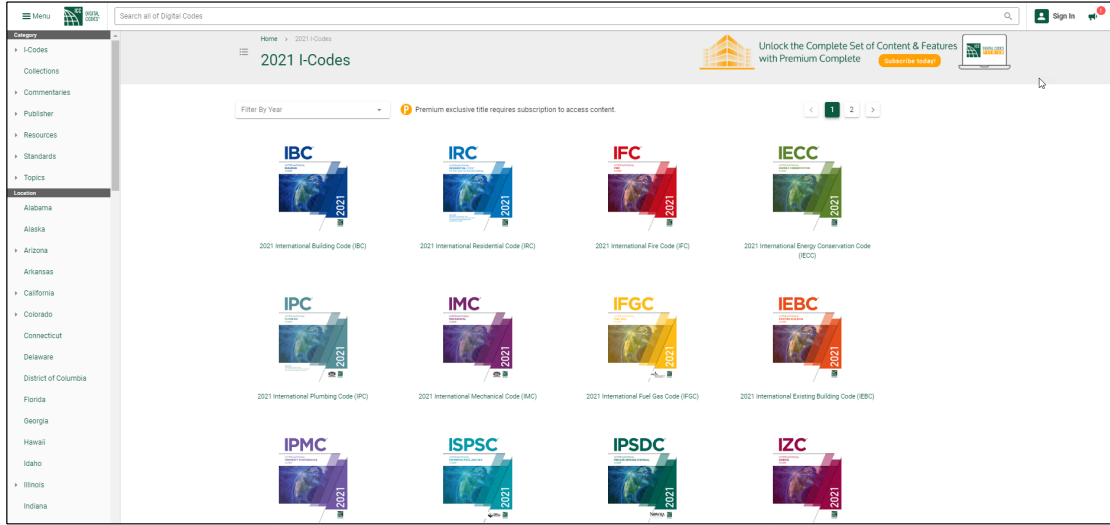 Menu
ICC
DIGITAL
CODES
Search all of Digital Codes
Sign In
Category
I-Codes
Collections
Commentaries
Publisher
Resources
Standards
Topics
Location
Alabama
Alaska
Arizona
Arkansas
California
Colorado
Connecticut
Delaware
District of Columbia
Florida
Georgia
Hawaii
Idaho
Illinois
Indiana
Home > 2021 I-Codes
2021 I-Codes
Unlock the Complete Set of Content & Features
with Premium Complete
Subscribe today!
Filter By Year
P Premium exclusive title requires subscription to access content.
< 1 2 >
IBC
2021
2021 International Building Code (IBC)
IRC
2021
2021 International Residential Code (IRC)
IFC
2021
2021 International Fire Code (IFC)
IECC
2021
2021 International Energy Conservation Code
(IECC)
IPC
2021
2021 International Plumbing Code (IPC)
IMC
2021
2021 International Mechanical Code (IMC)
IFGC
2021
2021 International Fuel Gas Code (IFGC)
IEBC
2021
2021 International Existing Building Code (IEBC)
IPMC
2021
ISPSC
2021
IPSDC
2021
IZC
2021